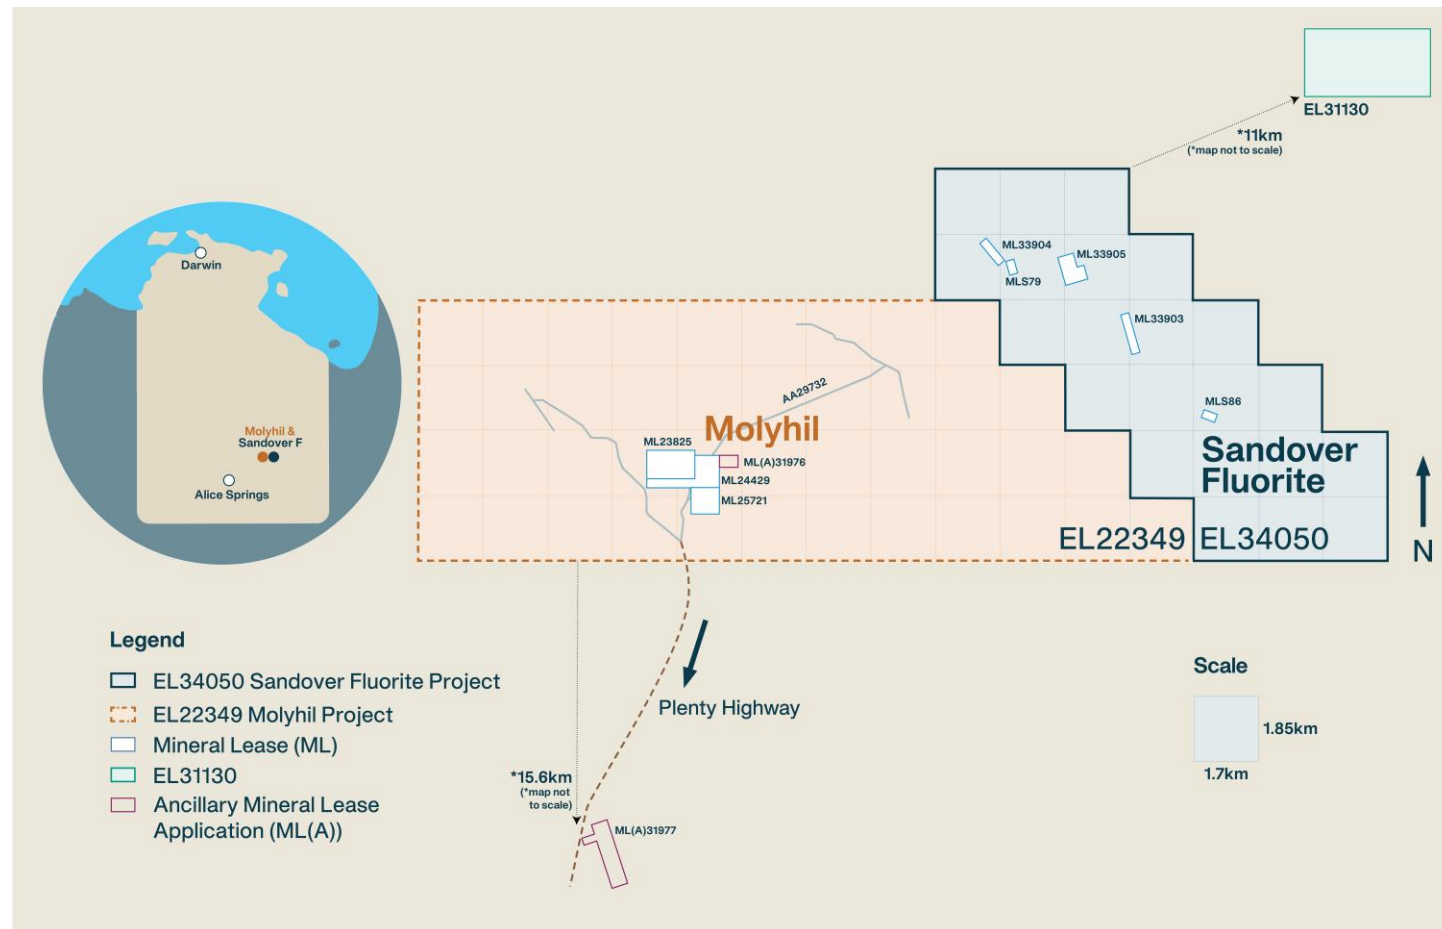 EL31130
*11km
(*map not to scale)
ML33904
ML33905
MLS79
ML33903
MLS86
Darwin
Molyhil &
Sandover F
Alice Springs
AA29732
Molyhil
ML23825
ML(A)31976
ML24429
ML25721
Sandover
Fluorite
EL22349
EL34050
N
Legend
EL34050 Sandover Fluorite Project
EL22349 Molyhil Project
Mineral Lease (ML)
EL31130
Ancillary Mineral Lease
Application (ML(A))
Plenty Highway
*15.6km
(*map not
to scale)
ML(A)31977
Scale
1.85km
1.7km